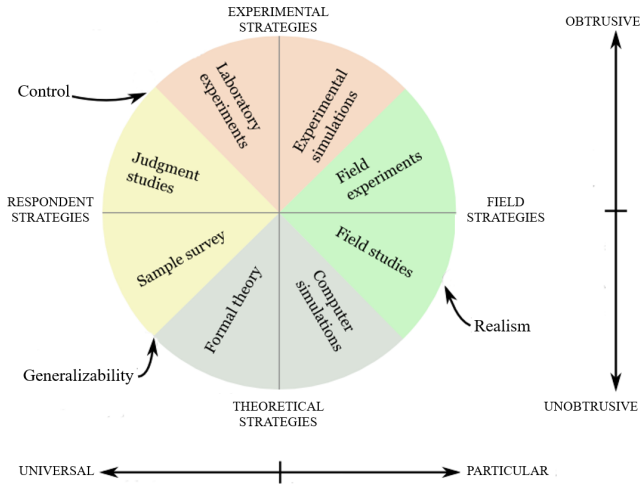 EXPERIMENTAL
STRATEGIES
OBTRUSIVE
Control
Laboratory
experiments
Experimental
simulations
Judgment
studies
Field
experiments
RESPONDENT
STRATEGIES
FIELD
STRATEGIES
Sample survey
Field studies
Formal theory
Computer
simulations
Realism
Generalizability
THEORETICAL
STRATEGIES
UNOBTRUSIVE
UNIVERSAL
PARTICULAR